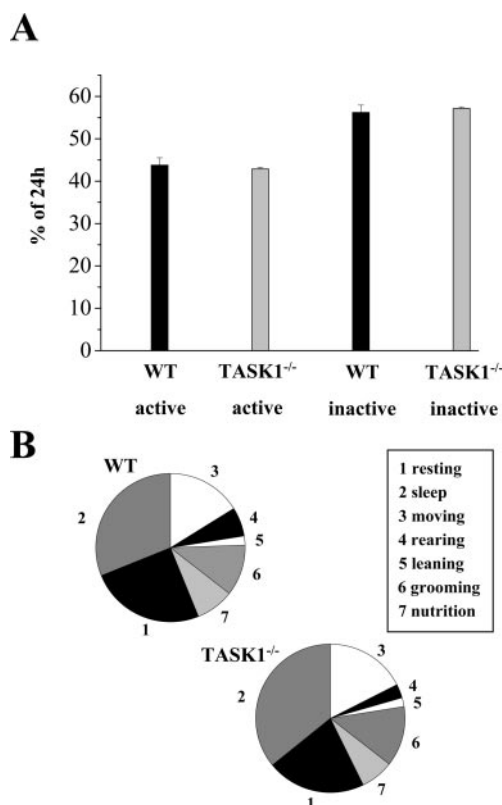 A
60
50
40
30
20
10
0
% of 24h
WT TASK1-/- WT TASK1-/-
active active inactive inactive
B
WT
3
2
4
5
6
7
1
1 resting
2 sleep
3 moving
4 rearing
5 leaning
6 grooming
7 nutrition
TASK1-/-
3
2
4
5
6
7
1